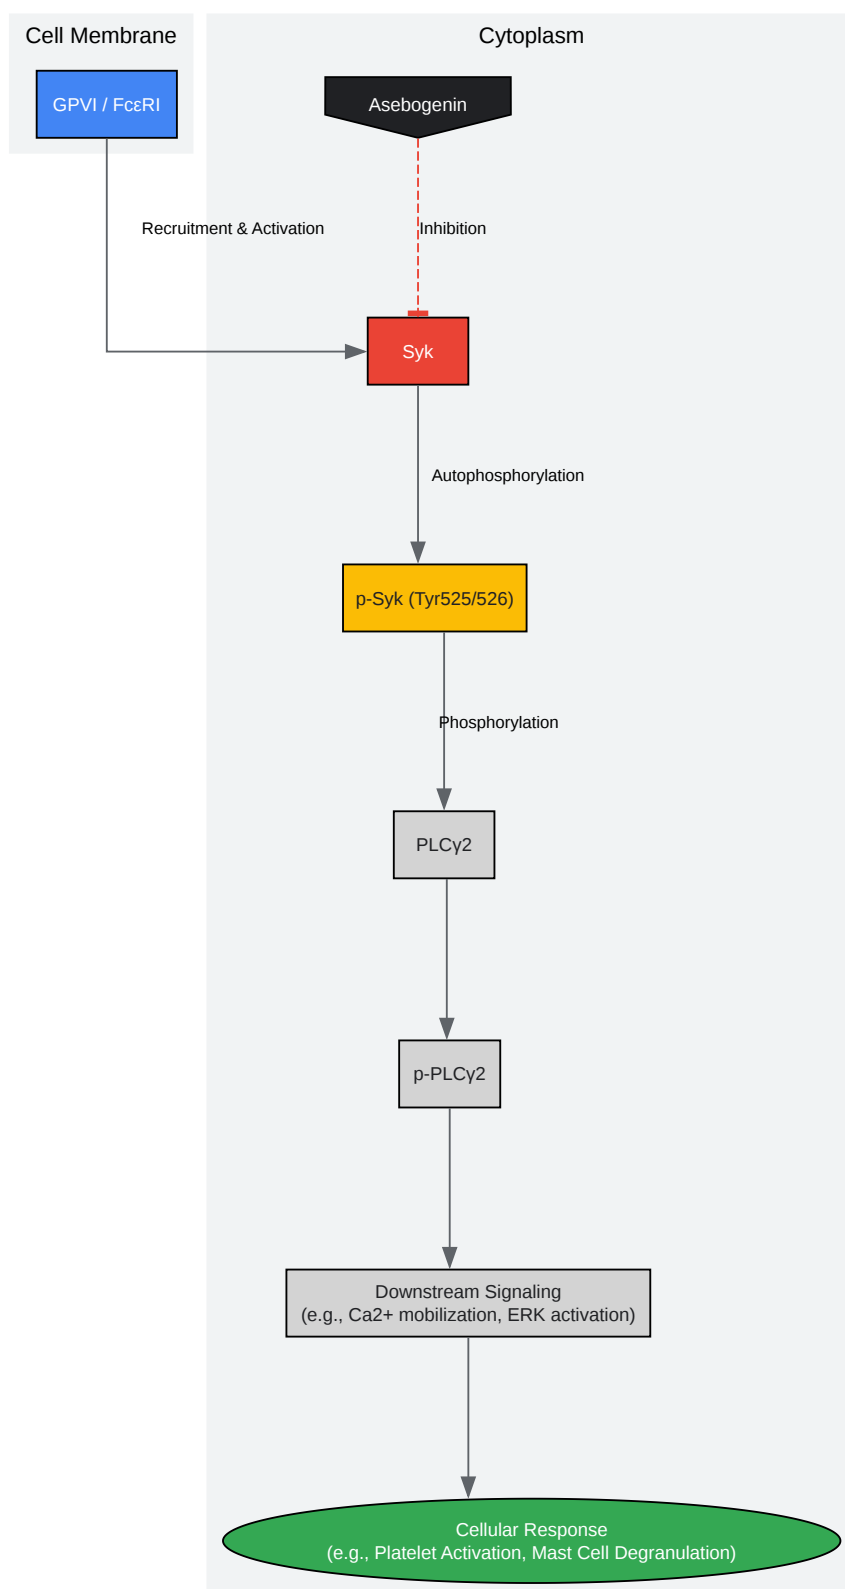 Cell Membrane
Cytoplasm
GPVI / FcεRI
Asebogenin
Recruitment & Activation
Inhibition
Syk
Autophosphorylation
p-Syk (Tyr525/526)
Phosphorylation
PLCγ2
p-PLCγ2
Downstream Signaling
(e.g., Ca2+ mobilization, ERK activation)
Cellular Response
(e.g., Platelet Activation, Mast Cell Degranulation)